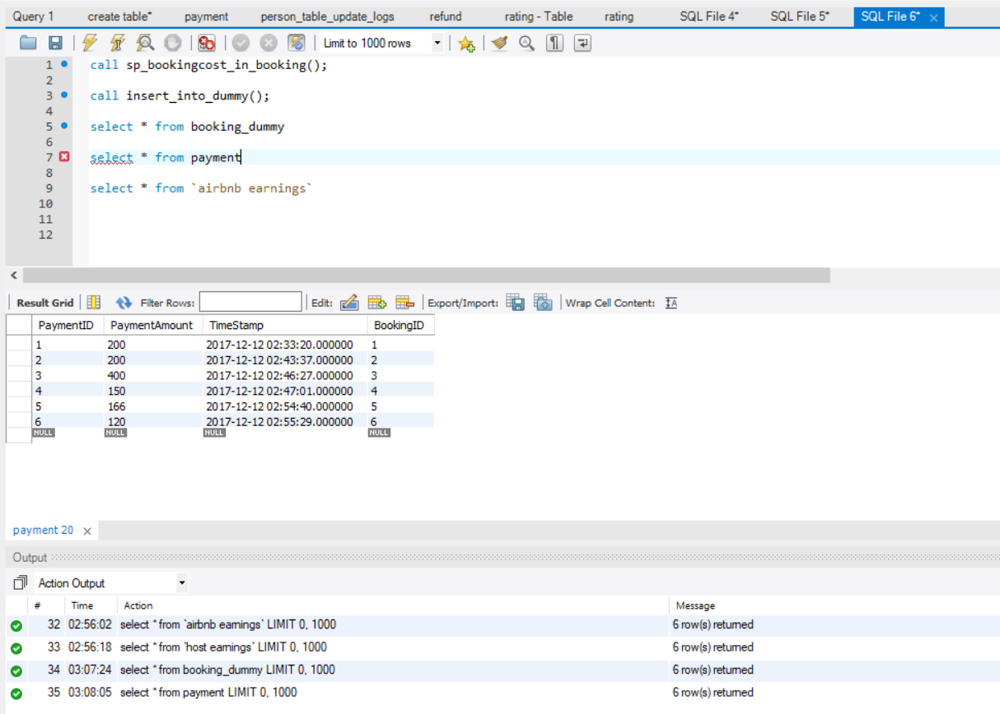 Query 1 create table* payment person_table_update_logs refund rating - Table rating SQL File 4* SQL File 5* SQL File 6*
Limit to 1000 rows
1 call sp_bookingcost_in_booking();
2
3 call insert_into_dummy();
4
5 select * from booking_dummy
6
7 select * from payment
8
9 select * from `airbnb earnings`
10
11
12
Result Grid Filter Rows: Edit: Export/Import: Wrap Cell Content:
PaymentID PaymentAmount TimeStamp BookingID
1 200 2017-12-12 02:33:20.000000 1
2 200 2017-12-12 02:43:37.000000 2
3 400 2017-12-12 02:46:27.000000 3
4 150 2017-12-12 02:47:01.000000 4
5 166 2017-12-12 02:54:40.000000 5
6 120 2017-12-12 02:55:29.000000 6
NULL NULL NULL NULL
payment 20
Output
Action Output
# Time Action Message
32 02:56:02 select * from `airbnb earnings` LIMIT 0, 1000 6 row(s) returned
33 02:56:18 select * from `host earnings` LIMIT 0, 1000 6 row(s) returned
34 03:07:24 select * from booking_dummy LIMIT 0, 1000 6 row(s) returned
35 03:08:05 select * from payment LIMIT 0, 1000 6 row(s) returned